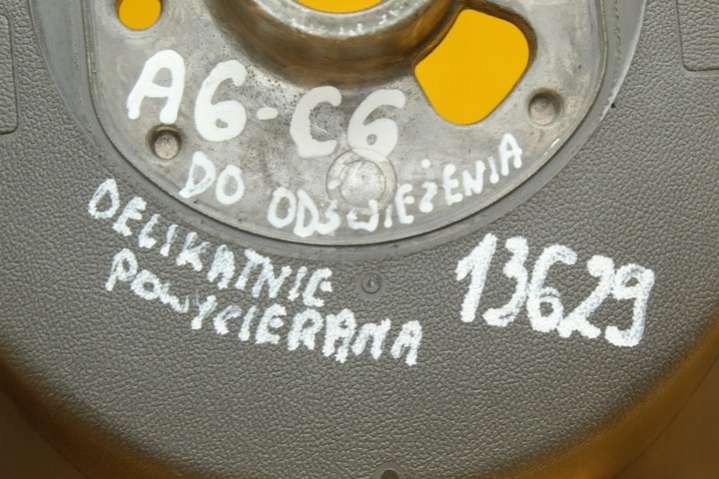 A6-C6
DO ODŚWIEŻENIA
DELIKATNIE
POWYCIERANA
13629